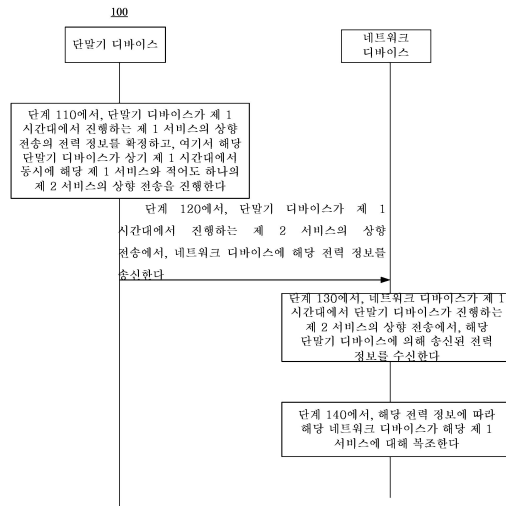 100
단말기 디바이스
네트워크
디바이스
단계 110에서, 단말기 디바이스가 제 1
시간대에서 진행하는 제 1 서비스의 상향
전송의 전력 정보를 확정하고, 여기서 해당
단말기 디바이스가 상기 제 1 시간대에서
동시에 해당 제 1 서비스와 적어도 하나의
제 2 서비스의 상향 전송을 진행한다
단계 120에서, 단말기 디바이스가 제 1
시간대에서 진행하는 제 2 서비스의 상향
전송에서, 네트워크 디바이스에 해당 전력 정보를
송신한다
단계 130에서, 네트워크 디바이스가 제 1
시간대에서 단말기 디바이스가 진행하는
제 2 서비스의 상향 전송에서, 해당
단말기 디바이스에 의해 송신된 전력
정보를 수신한다
단계 140에서, 해당 전력 정보에 따라
해당 네트워크 디바이스가 해당 제 1
서비스에 대해 복조한다